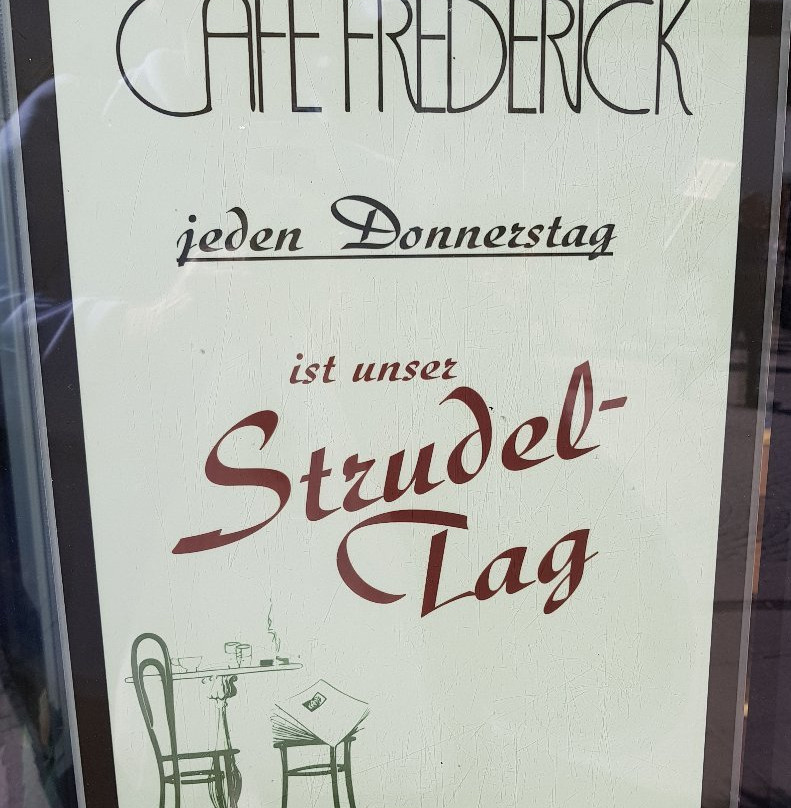 CAFE FREDERICK
jeden Donnerstag
ist unser
Strudel-
Tag